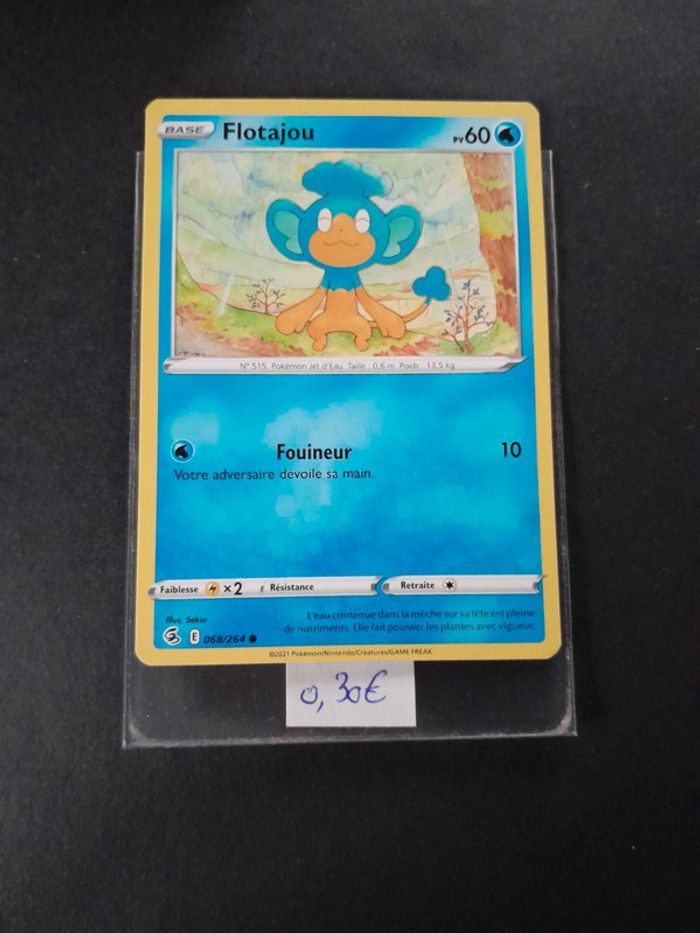 BASE Flotajou PV 60
N° 515 Pokémon Jet d'Eau Taille : 0,6 m Poids : 13,5 kg
Fouineur 10
Votre adversaire dévoile sa main.
Faiblesse ×2 Résistance Retraite
Illus. Sekio
L'eau contenue dans la mèche sur sa tête est pleine
de nutriments. Elle fait pousser les plantes avec vigueur.
E 068/264
©2021 Pokémon/Nintendo/Creatures/GAME FREAK
0,30€